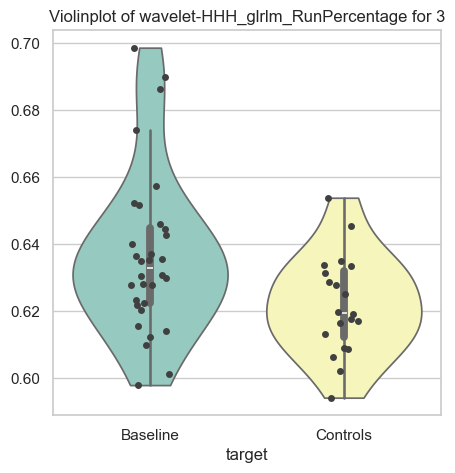 Violinplot of wavelet-HHH_glrlm_RunPercentage for 3
0.70
0.68
0.66
0.64
0.62
0.60
Baseline
Controls
target